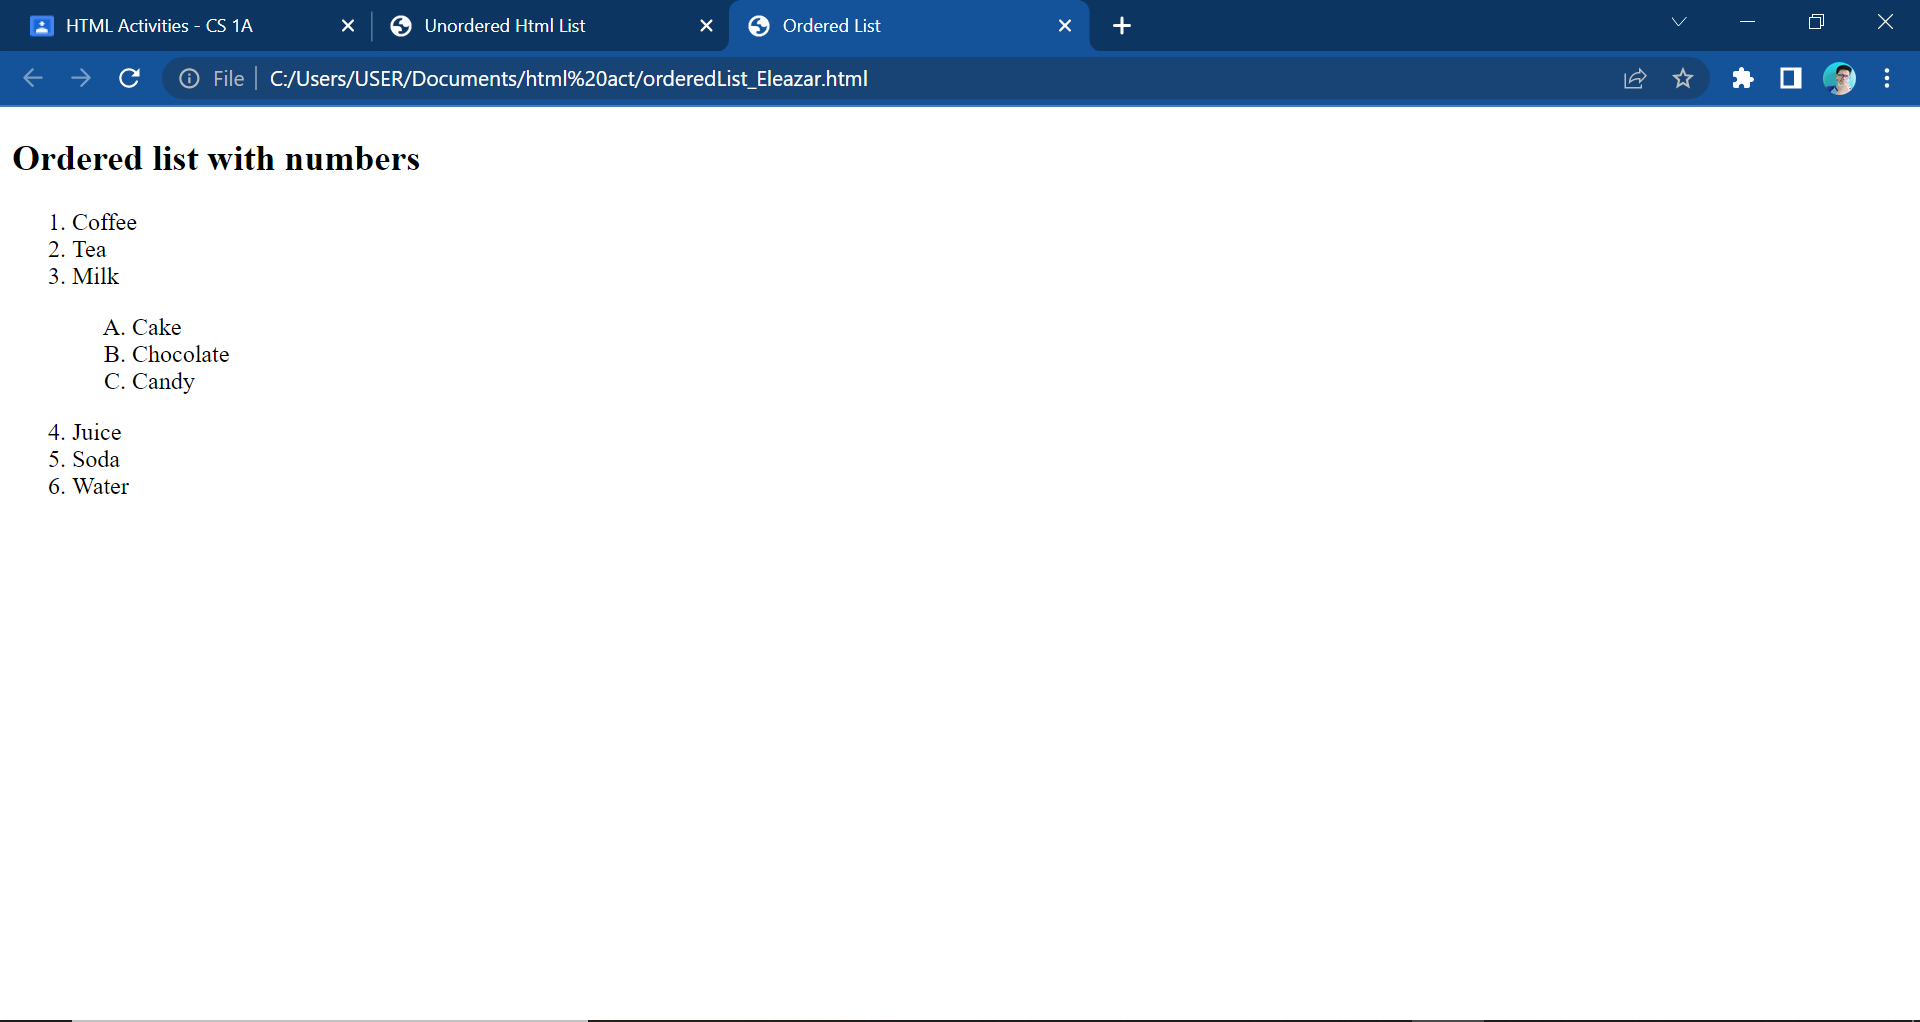 HTML Activities - CS 1A
Unordered Html List
Ordered List
File
C:/Users/USER/Documents/html%20act/orderedList_Eleazar.html
Ordered list with numbers
1. Coffee
2. Tea
3. Milk
A. Cake
B. Chocolate
C. Candy
4. Juice
5. Soda
6. Water